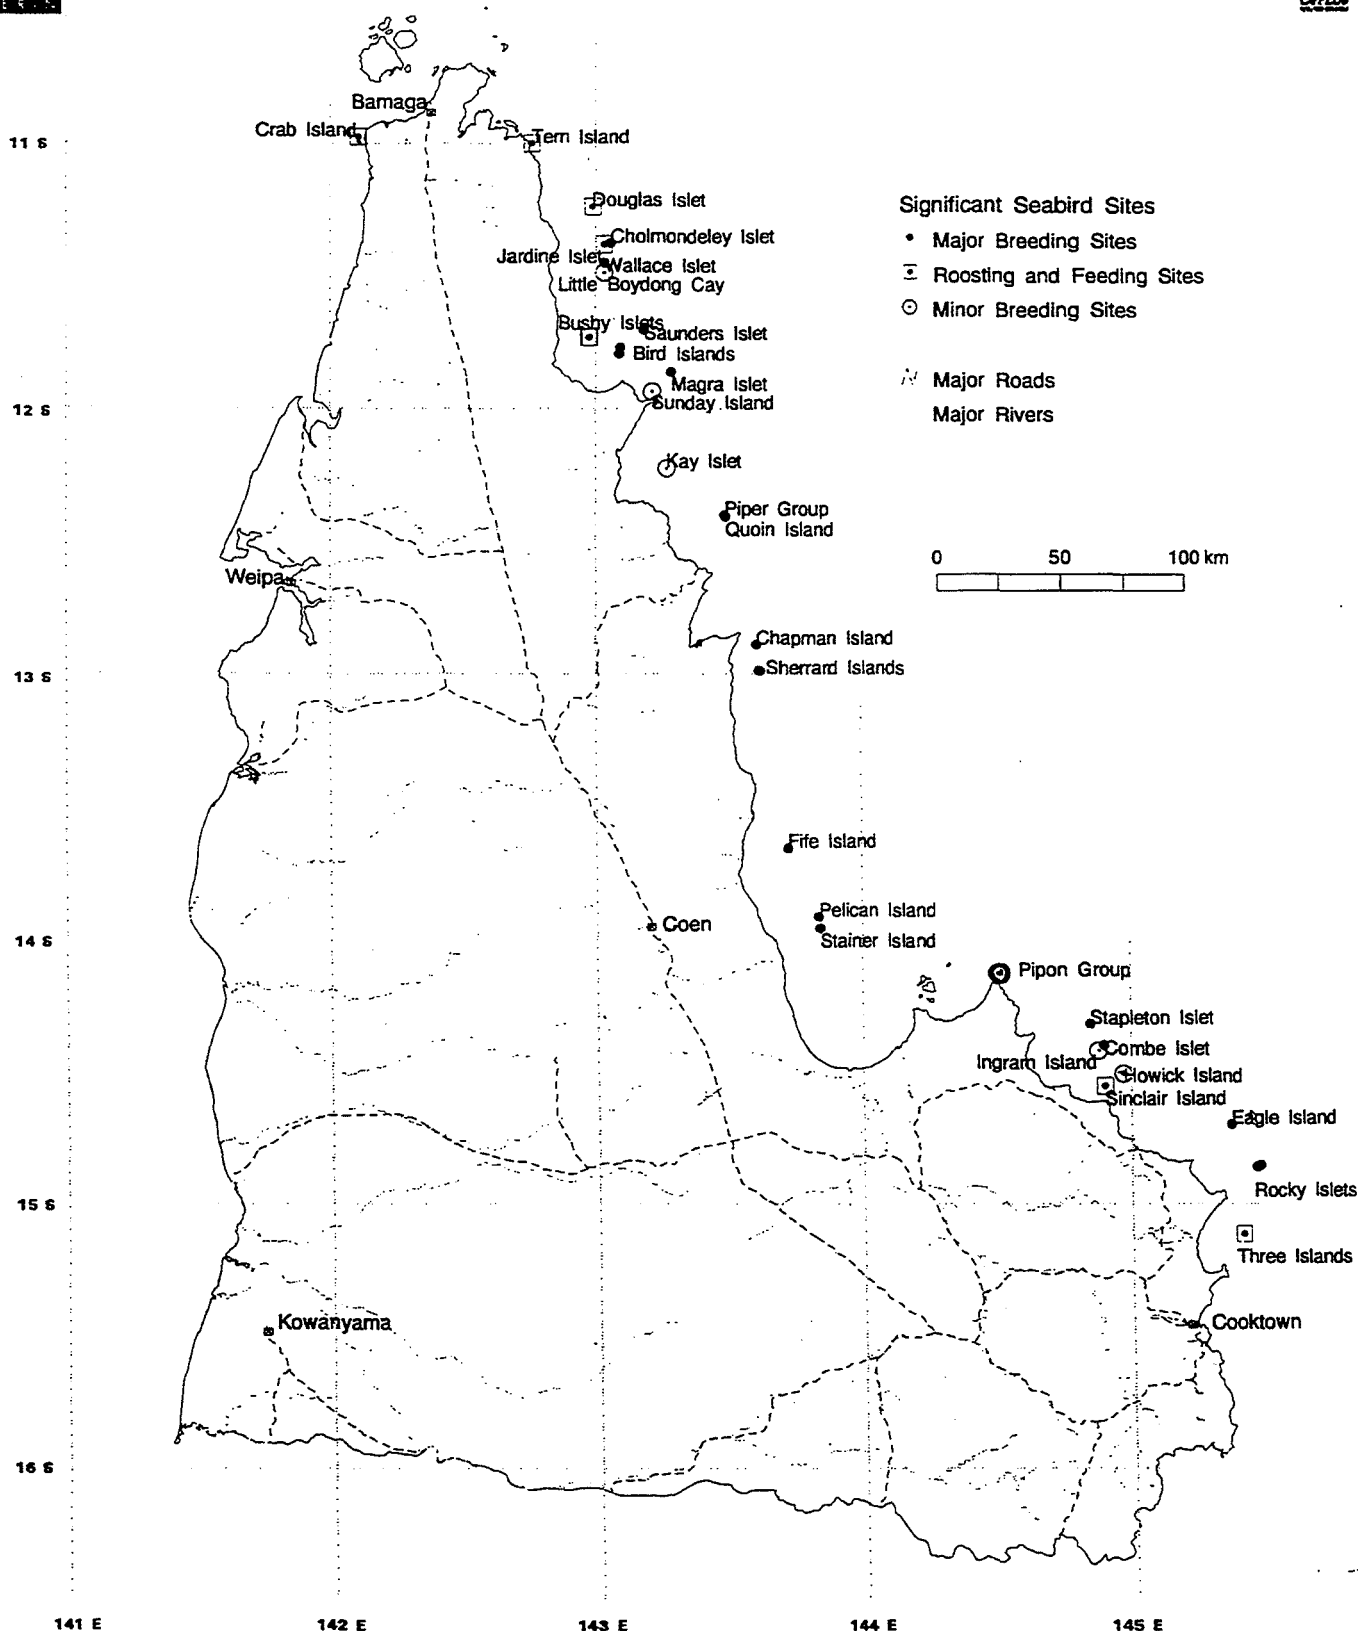 Bamaga
Crab Island
Tern Island
11 S
Douglas Islet
Significant Seabird Sites
Cholmondeley Islet
Major Breeding Sites
Jardine Islet
Wallace Islet
Roosting and Feeding Sites
Little Boydong Cay
Minor Breeding Sites
Bushy Islets
Saunders Islet
Bird Islands
Magra Islet
Major Roads
Sunday Island
12 S
Major Rivers
Kay Islet
Piper Group
Quoin Island
0 50 100 km
Weipa
Chapman Island
Sherrard Islands
13 S
Fife Island
Pelican Island
Coen
Stainer Island
14 S
Pipon Group
Stapleton Islet
Combe Islet
Ingram Island
Howick Island
Sinclair Island
Eagle Island
Rocky Islets
15 S
Three Islands
Kowanyama
Cooktown
16 S
141 E 142 E 143 E 144 E 145 E